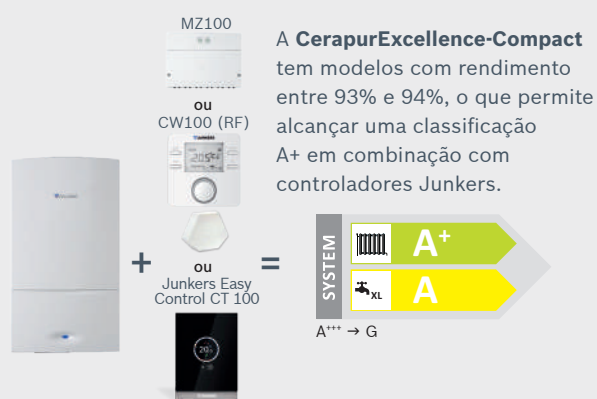 MZ100
ou
CW100 (RF)
ou
Junkers Easy
Control CT 100
+
=
A CerapurExcellence-Compact
tem modelos com rendimento
entre 93% e 94%, o que permite
alcançar uma classificação
A+ em combinação com
controladores Junkers.
SYSTEM
A+
XL
A
A+++ → G